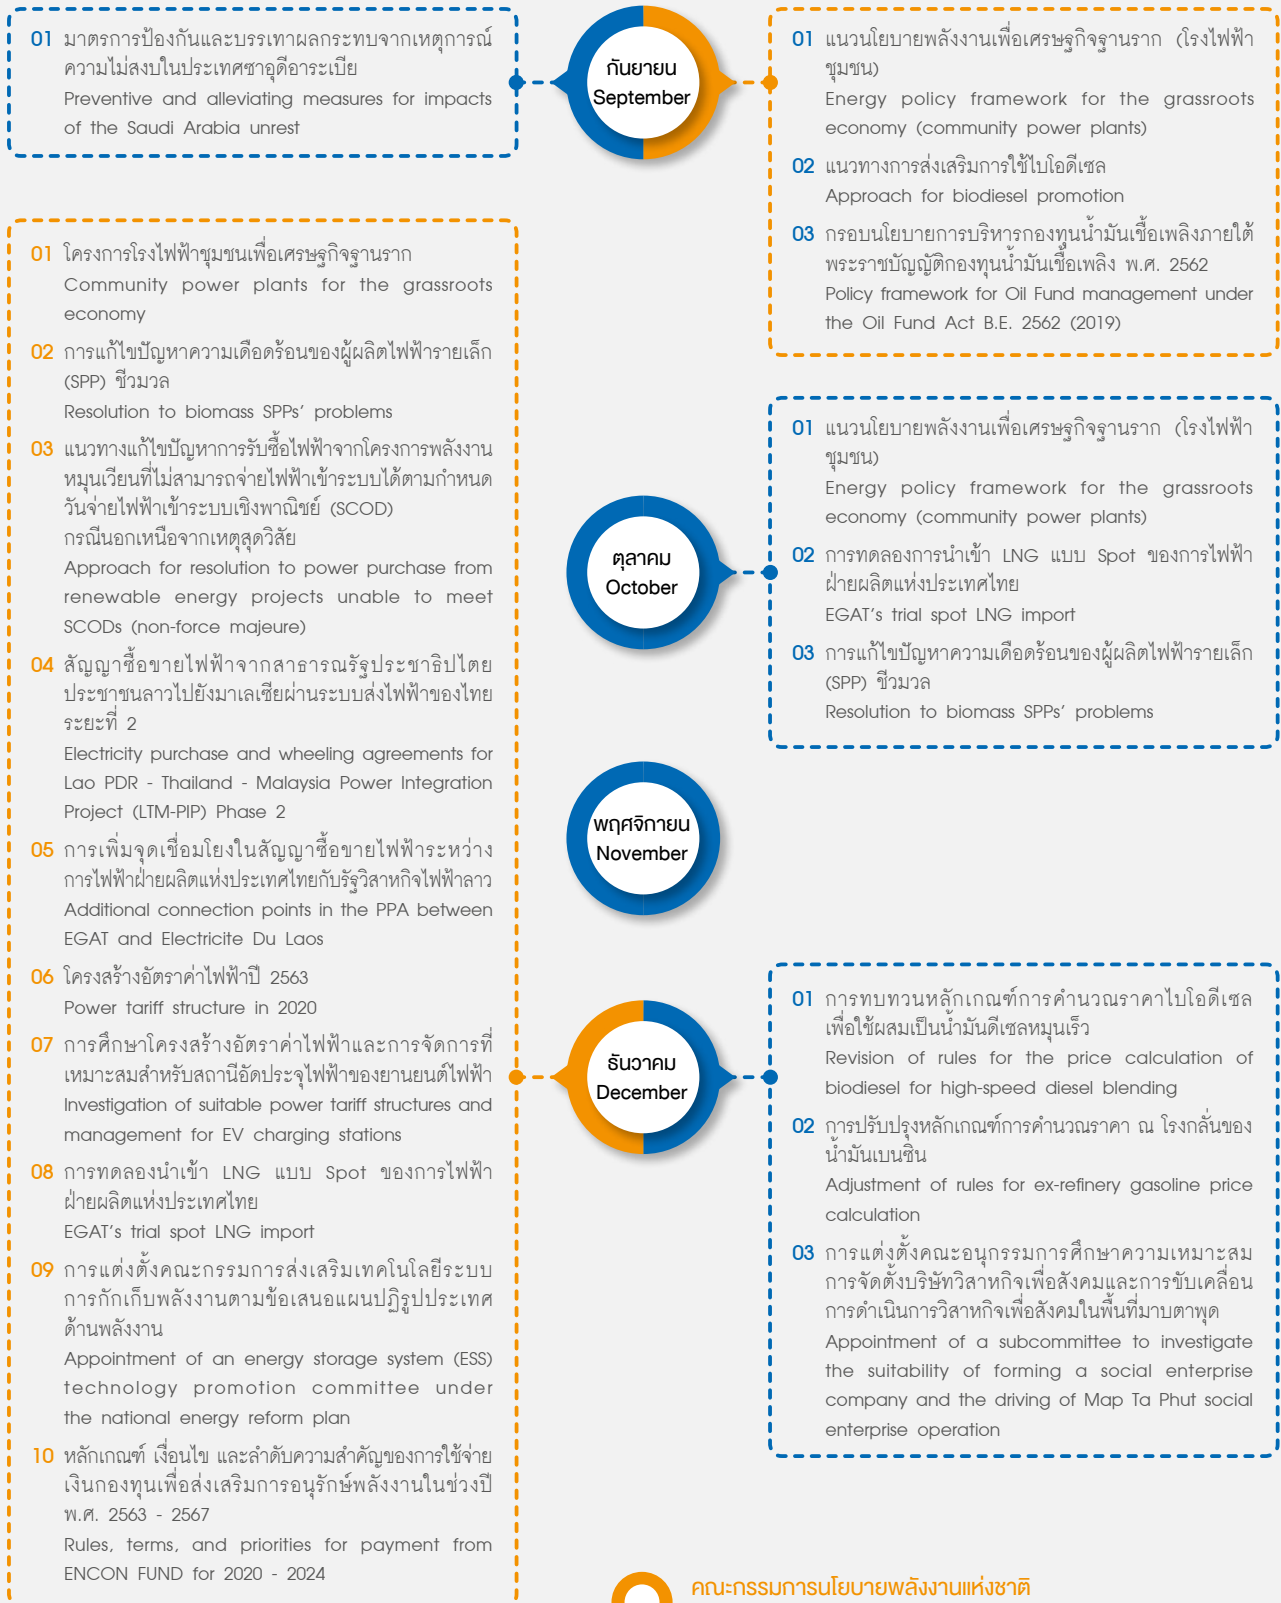 01 มาตรการป้องกันและบรรเทาผลกระทบจากเหตุการณ์
ความไม่สงบในประเทศซาอุดีอาระเบีย
Preventive and alleviating measures for impacts
of the Saudi Arabia unrest
กันยายน
September
01 แนวนโยบายพลังงานเพื่อเศรษฐกิจฐานราก (โรงไฟฟ้า
ชุมชน)
Energy policy framework for the grassroots
economy (community power plants)
02 แนวทางการส่งเสริมการใช้ไบโอดีเซล
Approach for biodiesel promotion
03 กรอบนโยบายการบริหารกองทุนน้ำมันเชื้อเพลิงภายใต้
พระราชบัญญัติกองทุนน้ำมันเชื้อเพลิง พ.ศ. 2562
Policy framework for Oil Fund management under
the Oil Fund Act B.E. 2562 (2019)
01 โครงการโรงไฟฟ้าชุมชนเพื่อเศรษฐกิจฐานราก
Community power plants for the grassroots
economy
02 การแก้ไขปัญหาความเดือดร้อนของผู้ผลิตไฟฟ้ารายเล็ก
(SPP) ชีวมวล
Resolution to biomass SPPs’ problems
03 แนวทางแก้ไขปัญหาการรับซื้อไฟฟ้าจากโครงการพลังงาน
หมุนเวียนที่ไม่สามารถจ่ายไฟฟ้าเข้าระบบได้ตามกำหนด
วันจ่ายไฟฟ้าเข้าระบบเชิงพาณิชย์ (SCOD)
กรณีนอกเหนือจากเหตุสุดวิสัย
Approach for resolution to power purchase from
renewable energy projects unable to meet
SCODs (non-force majeure)
04 สัญญาซื้อขายไฟฟ้าจากสาธารณรัฐประชาธิปไตย
ประชาชนลาวไปยังมาเลเซียผ่านระบบส่งไฟฟ้าของไทย
ระยะที่ 2
Electricity purchase and wheeling agreements for
Lao PDR - Thailand - Malaysia Power Integration
Project (LTM-PIP) Phase 2
05 การเพิ่มจุดเชื่อมโยงในสัญญาซื้อขายไฟฟ้าระหว่าง
การไฟฟ้าฝ่ายผลิตแห่งประเทศไทยกับรัฐวิสาหกิจไฟฟ้าลาว
Additional connection points in the PPA between
EGAT and Electricite Du Laos
06 โครงสร้างอัตราค่าไฟฟ้าปี 2563
Power tariff structure in 2020
07 การศึกษาโครงสร้างอัตราค่าไฟฟ้าและการจัดการที่
เหมาะสมสำหรับสถานีอัดประจุไฟฟ้าของยานยนต์ไฟฟ้า
Investigation of suitable power tariff structures and
management for EV charging stations
08 การทดลองนำเข้า LNG แบบ Spot ของการไฟฟ้า
ฝ่ายผลิตแห่งประเทศไทย
EGAT’s trial spot LNG import
09 การแต่งตั้งคณะกรรมการส่งเสริมเทคโนโลยีระบบ
การกักเก็บพลังงานตามข้อเสนอแผนปฏิรูปประเทศ
ด้านพลังงาน
Appointment of an energy storage system (ESS)
technology promotion committee under
the national energy reform plan
10 หลักเกณฑ์ เงื่อนไข และลำดับความสำคัญของการใช้จ่าย
เงินกองทุนเพื่อส่งเสริมการอนุรักษ์พลังงานในช่วงปี
พ.ศ. 2563 - 2567
Rules, terms, and priorities for payment from
ENCON FUND for 2020 - 2024
ตุลาคม
October
01 แนวนโยบายพลังงานเพื่อเศรษฐกิจฐานราก (โรงไฟฟ้า
ชุมชน)
Energy policy framework for the grassroots
economy (community power plants)
02 การทดลองการนำเข้า LNG แบบ Spot ของการไฟฟ้า
ฝ่ายผลิตแห่งประเทศไทย
EGAT’s trial spot LNG import
03 การแก้ไขปัญหาความเดือดร้อนของผู้ผลิตไฟฟ้ารายเล็ก
(SPP) ชีวมวล
Resolution to biomass SPPs’ problems
พฤศจิกายน
November
ธันวาคม
December
01 การทบทวนหลักเกณฑ์การคำนวณราคาไบโอดีเซล
เพื่อใช้ผสมเป็นน้ำมันดีเซลหมุนเร็ว
Revision of rules for the price calculation of
biodiesel for high-speed diesel blending
02 การปรับปรุงหลักเกณฑ์การคำนวณราคา ณ โรงกลั่นของ
น้ำมันเบนซิน
Adjustment of rules for ex-refinery gasoline price
calculation
03 การแต่งตั้งคณะอนุกรรมการศึกษาความเหมาะสม
การจัดตั้งบริษัทวิสาหกิจเพื่อสังคมและการขับเคลื่อน
การดำเนินการวิสาหกิจเพื่อสังคมในพื้นที่มาบตาพุด
Appointment of a subcommittee to investigate
the suitability of forming a social enterprise
company and the driving of Map Ta Phut social
enterprise operation
คณะกรรมการนโยบายพลังงานแห่งชาติ